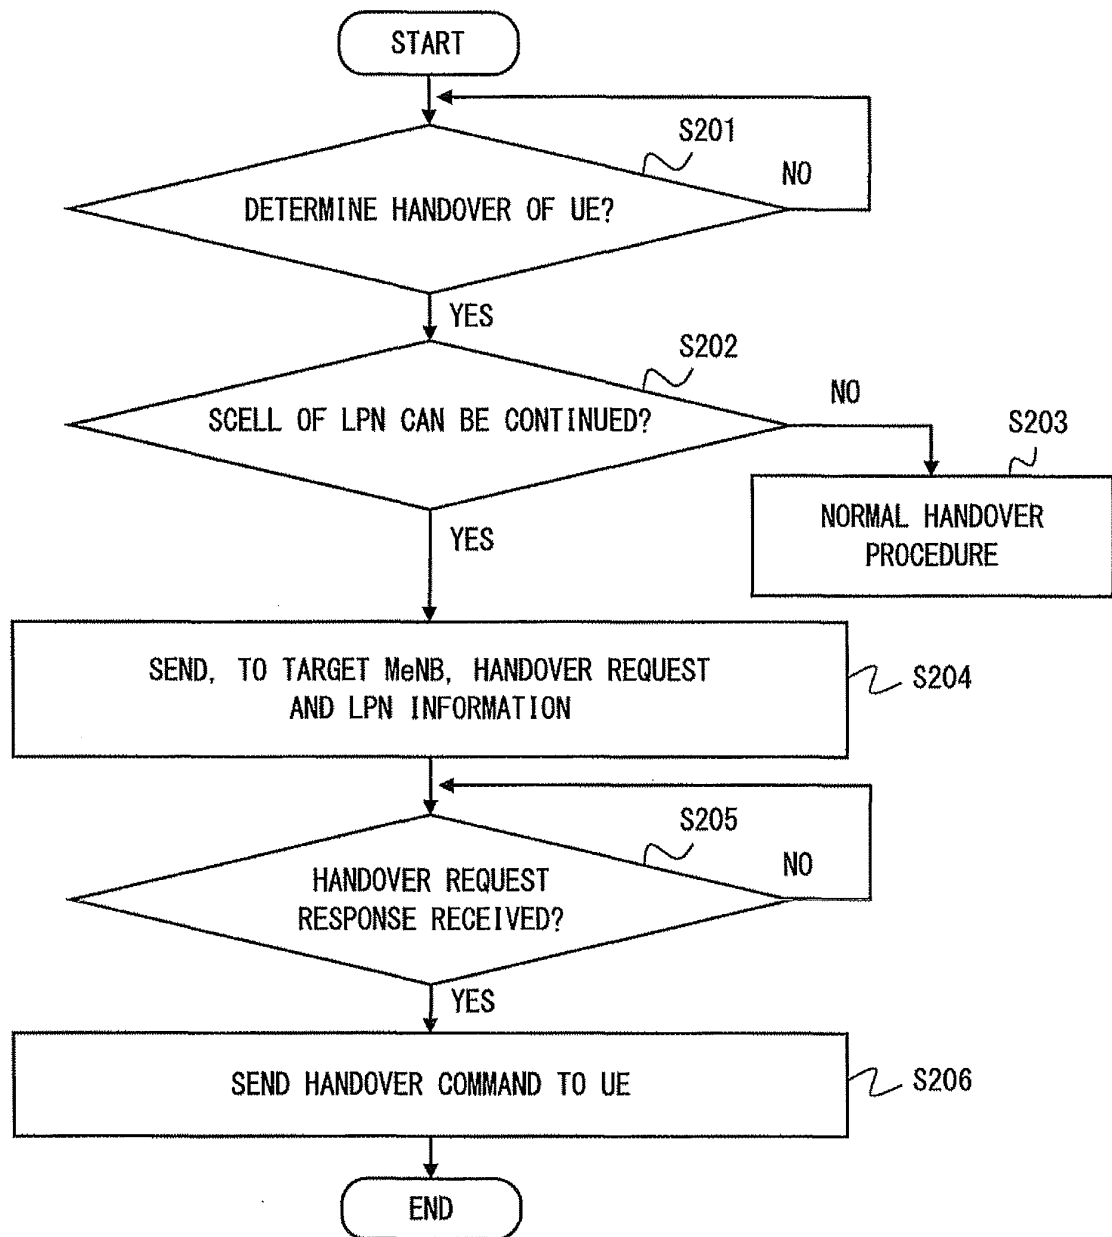 START
S201
NO
DETERMINE HANDOVER OF UE?
YES
S202
NO
SCELL OF LPN CAN BE CONTINUED?
S203
YES
NORMAL HANDOVER
PROCEDURE
SEND, TO TARGET MeNB, HANDOVER REQUEST
AND LPN INFORMATION
S204
S205
NO
HANDOVER REQUEST
RESPONSE RECEIVED?
YES
SEND HANDOVER COMMAND TO UE
S206
END